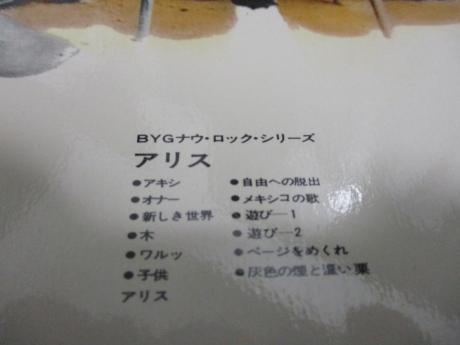 BYGナウ・ロック・シリーズ
アリス
●アキシ
●オナー
●新しき世界
●木
●ワルツ
●子供
●自由への脱出
●メキシコの歌
●遊び—1
●遊び—2
●ページをめくれ
●灰色の煙と
アリス